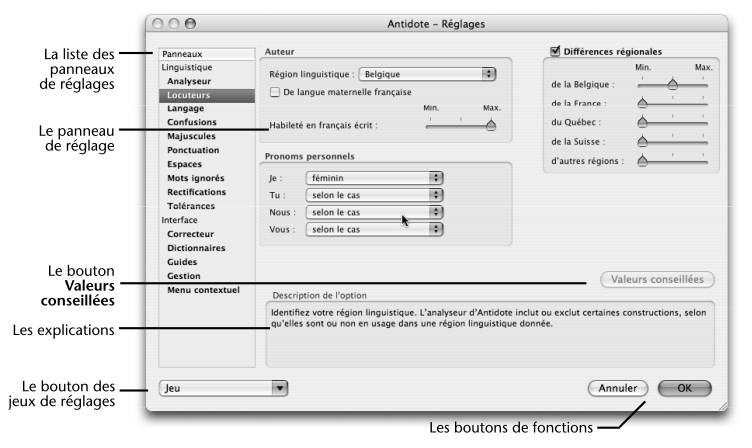 Antidote – Réglages
La liste des
panneaux
de réglages
Le panneau
de réglage
Le bouton
Valeurs
conseillées
Les explications
Le bouton des
jeux de réglages
Panneaux
Linguistique
Analyseur
Locuteurs
Langage
Confusions
Majuscules
Ponctuation
Espaces
Mots ignorés
Rectifications
Tolérances
Interface
Correcteur
Dictionnaires
Guides
Gestion
Menu contextuel
Auteur
Région linguistique : Belgique
De langue maternelle française
Min. Max.
Habileté en français écrit :
Pronoms personnels
Je : féminin
Tu : selon le cas
Nous : selon le cas
Vous : selon le cas
Différences régionales
Min. Max.
de la Belgique :
de la France :
du Québec :
de la Suisse :
d'autres régions :
Valeurs conseillées
Description de l'option
Identifiez votre région linguistique. L'analyseur d'Antidote inclut ou exclut certaines constructions, selon
qu'elles sont ou non en usage dans une région linguistique donnée.
Jeu
Annuler OK
Les boutons de fonctions